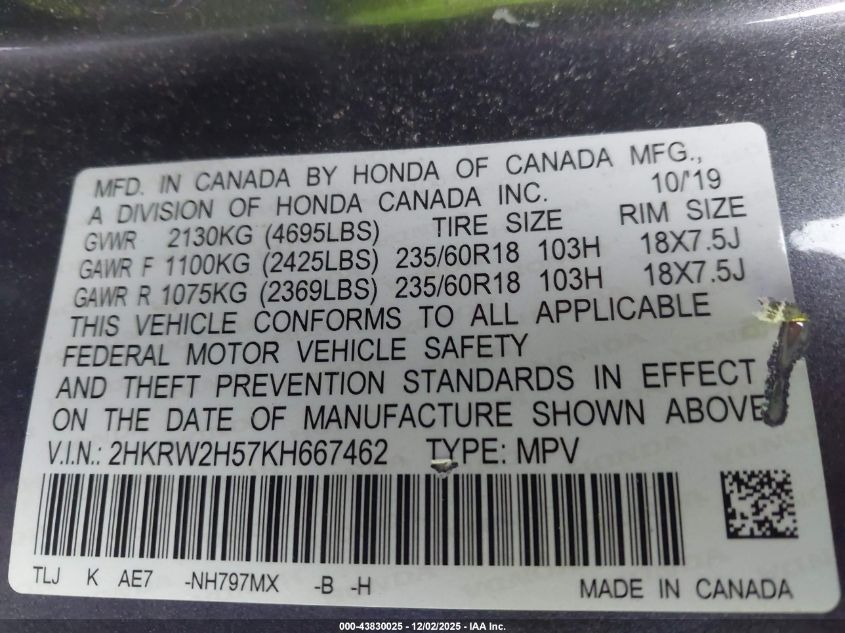 MFD. IN CANADA BY HONDA OF CANADA MFG.,
A DIVISION OF HONDA CANADA INC. 10/'19
GVWR 2130KG (4695LBS) TIRE SIZE RIM SIZE
GAWR F 1100KG (2425LBS) 235/60R18 103H 18X7.5J
GAWR R 1075KG (2369LBS) 235/60R18 103H 18X7.5J
THIS VEHICLE CONFORMS TO ALL APPLICABLE
FEDERAL MOTOR VEHICLE SAFETY
AND THEFT PREVENTION STANDARDS IN EFFECT
ON THE DATE OF MANUFACTURE SHOWN ABOVE
V.I.N.: 2HKRW2H57KH667462 TYPE: MPV
TLJ K AE7 -NH797MX -B -H MADE IN CANADA
000-43830025 - 12/02/2025 - IAA Inc.